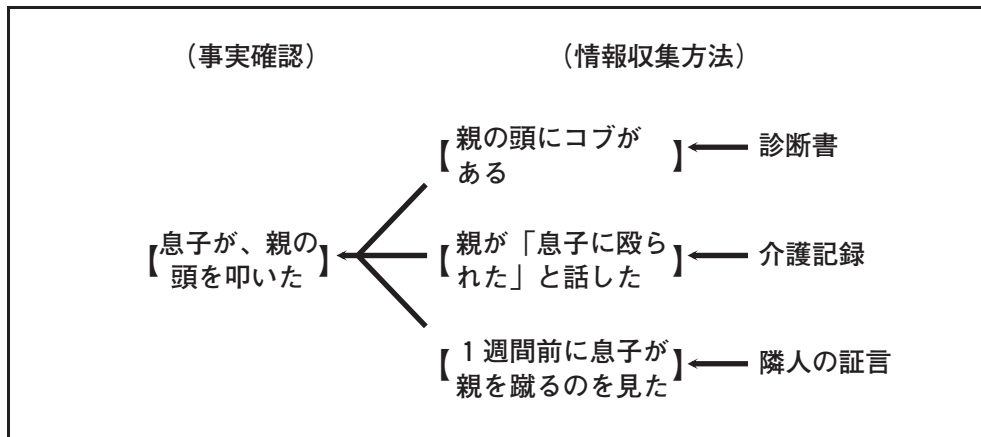 (事実確認)
(情報収集方法)
【親の頭にコブが
ある】
診断書
【息子が、親の
頭を叩いた】
【親が「息子に殴ら
れた」と話した】
介護記録
【1週間前に息子が
親を蹴るのを見た】
隣人の証言